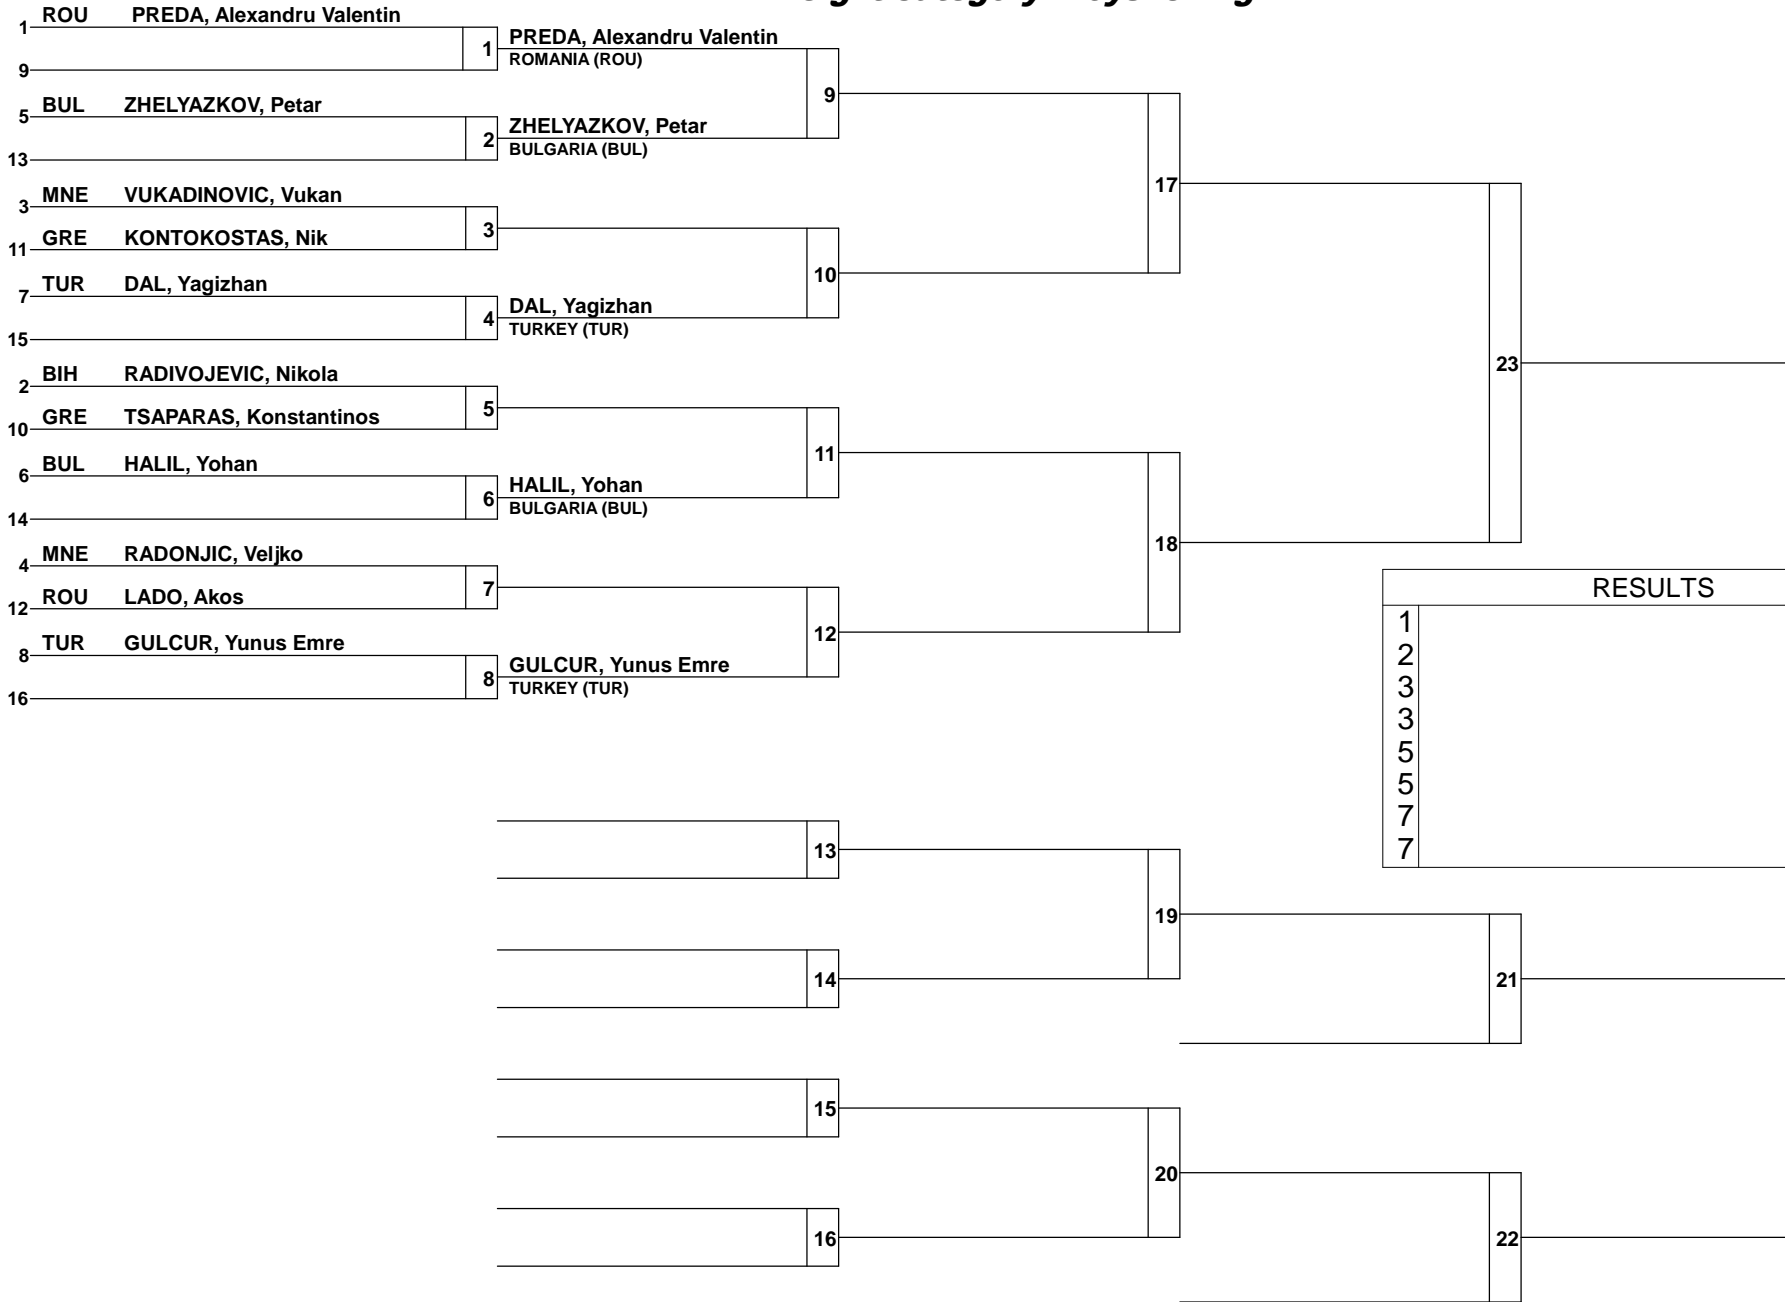 1 ROU PREDA, Alexandru Valentin
9
1 PREDA, Alexandru Valentin
ROMANIA (ROU)
5 BUL ZHELYAZKOV, Petar
13
2 ZHELYAZKOV, Petar
BULGARIA (BUL)
9
3 MNE VUKADINOVIC, Vukan
11 GRE KONTOKOSTAS, Nik
3
7 TUR DAL, Yagizhan
15
4 DAL, Yagizhan
TURKEY (TUR)
10
17
2 BIH RADIVOJEVIC, Nikola
10 GRE TSAPARAS, Konstantinos
5
6 BUL HALIL, Yohan
14
6 HALIL, Yohan
BULGARIA (BUL)
11
4 MNE RADONJIC, Veljko
12 ROU LADO, Akos
7
8 TUR GULCUR, Yunus Emre
16
8 GULCUR, Yunus Emre
TURKEY (TUR)
12
18
23
RESULTS
1
2
3
3
5
5
7
7
13
14
19
21
15
16
20
22